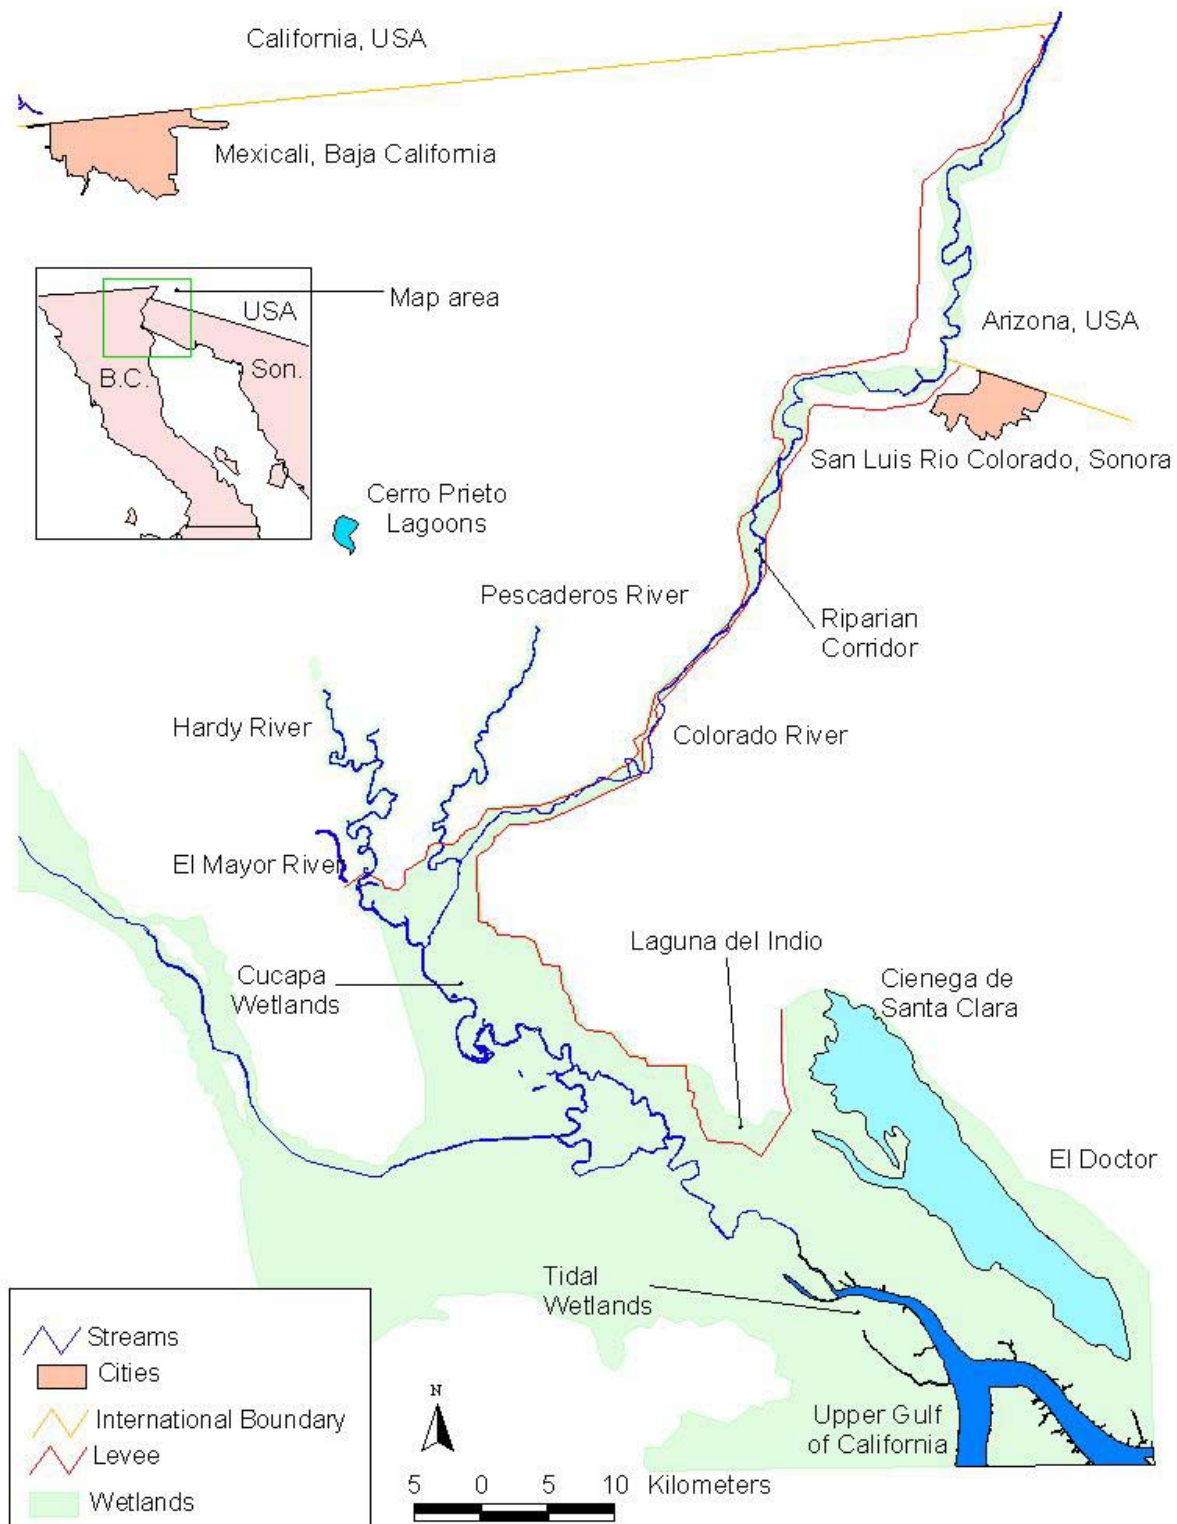 California, USA
Mexicali, Baja California
Map area
USA
B.C.
Son.
Arizona, USA
San Luis Rio Colorado, Sonora
Cerro Prieto
Lagoons
Pescaderos River
Riparian
Corridor
Hardy River
Colorado River
El Mayor River
Laguna del Indio
Cucapa
Wetlands
Cienega de
Santa Clara
El Doctor
Tidal
Wetlands
Upper Gulf
of California
Streams
Cities
International Boundary
Levee
Wetlands
N
5 0 5 10 Kilometers